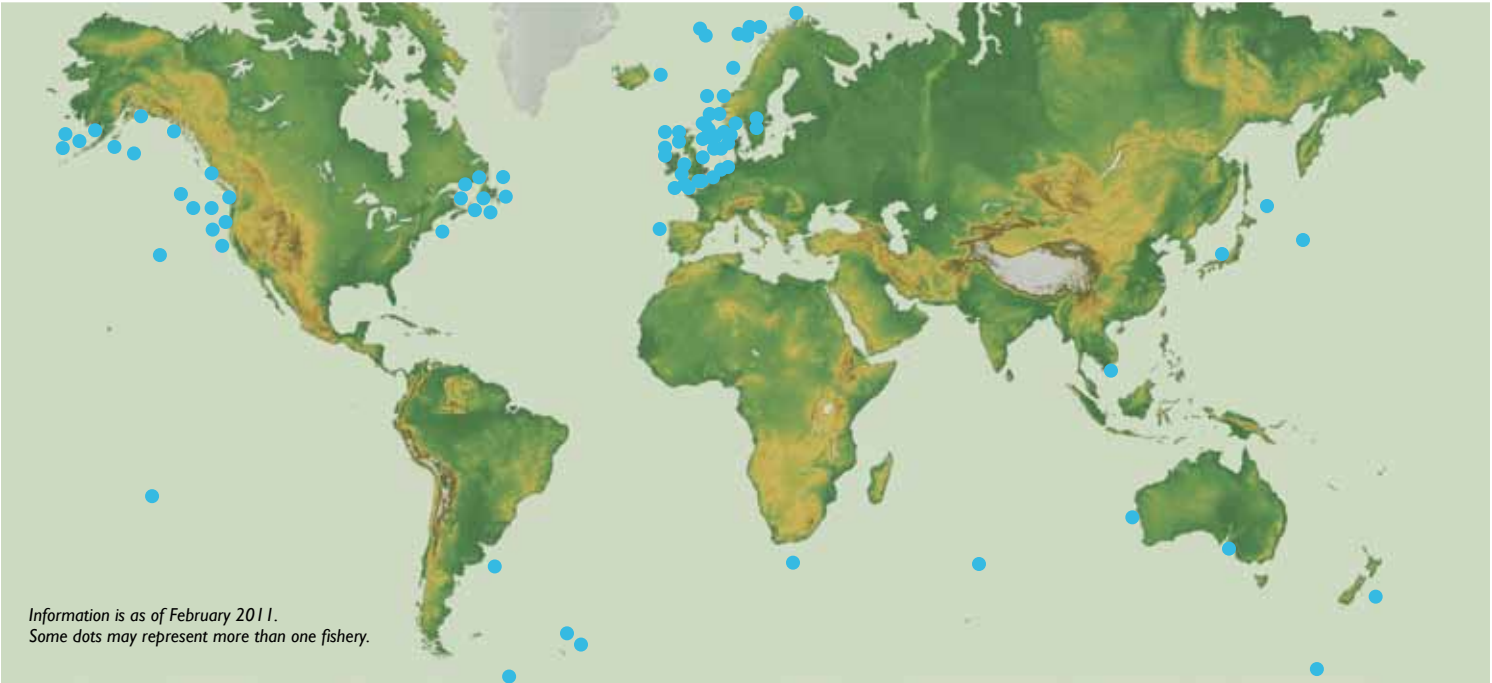 Information is as of February 2011.
Some dots may represent more than one fishery.